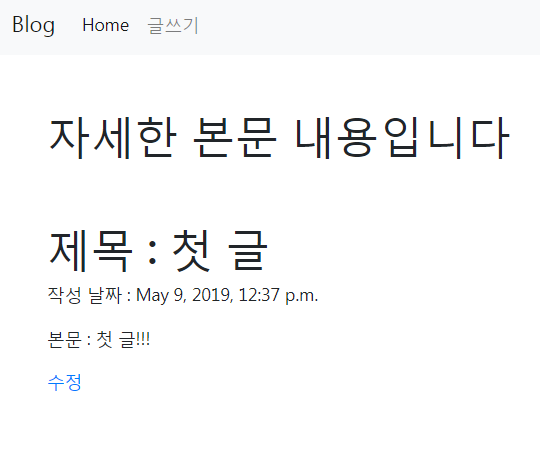 Blog Home 글쓰기
자세한 본문 내용입니다
제목 : 첫 글
작성 날짜 : May 9, 2019, 12:37 p.m.
본문 : 첫 글!!!
수정